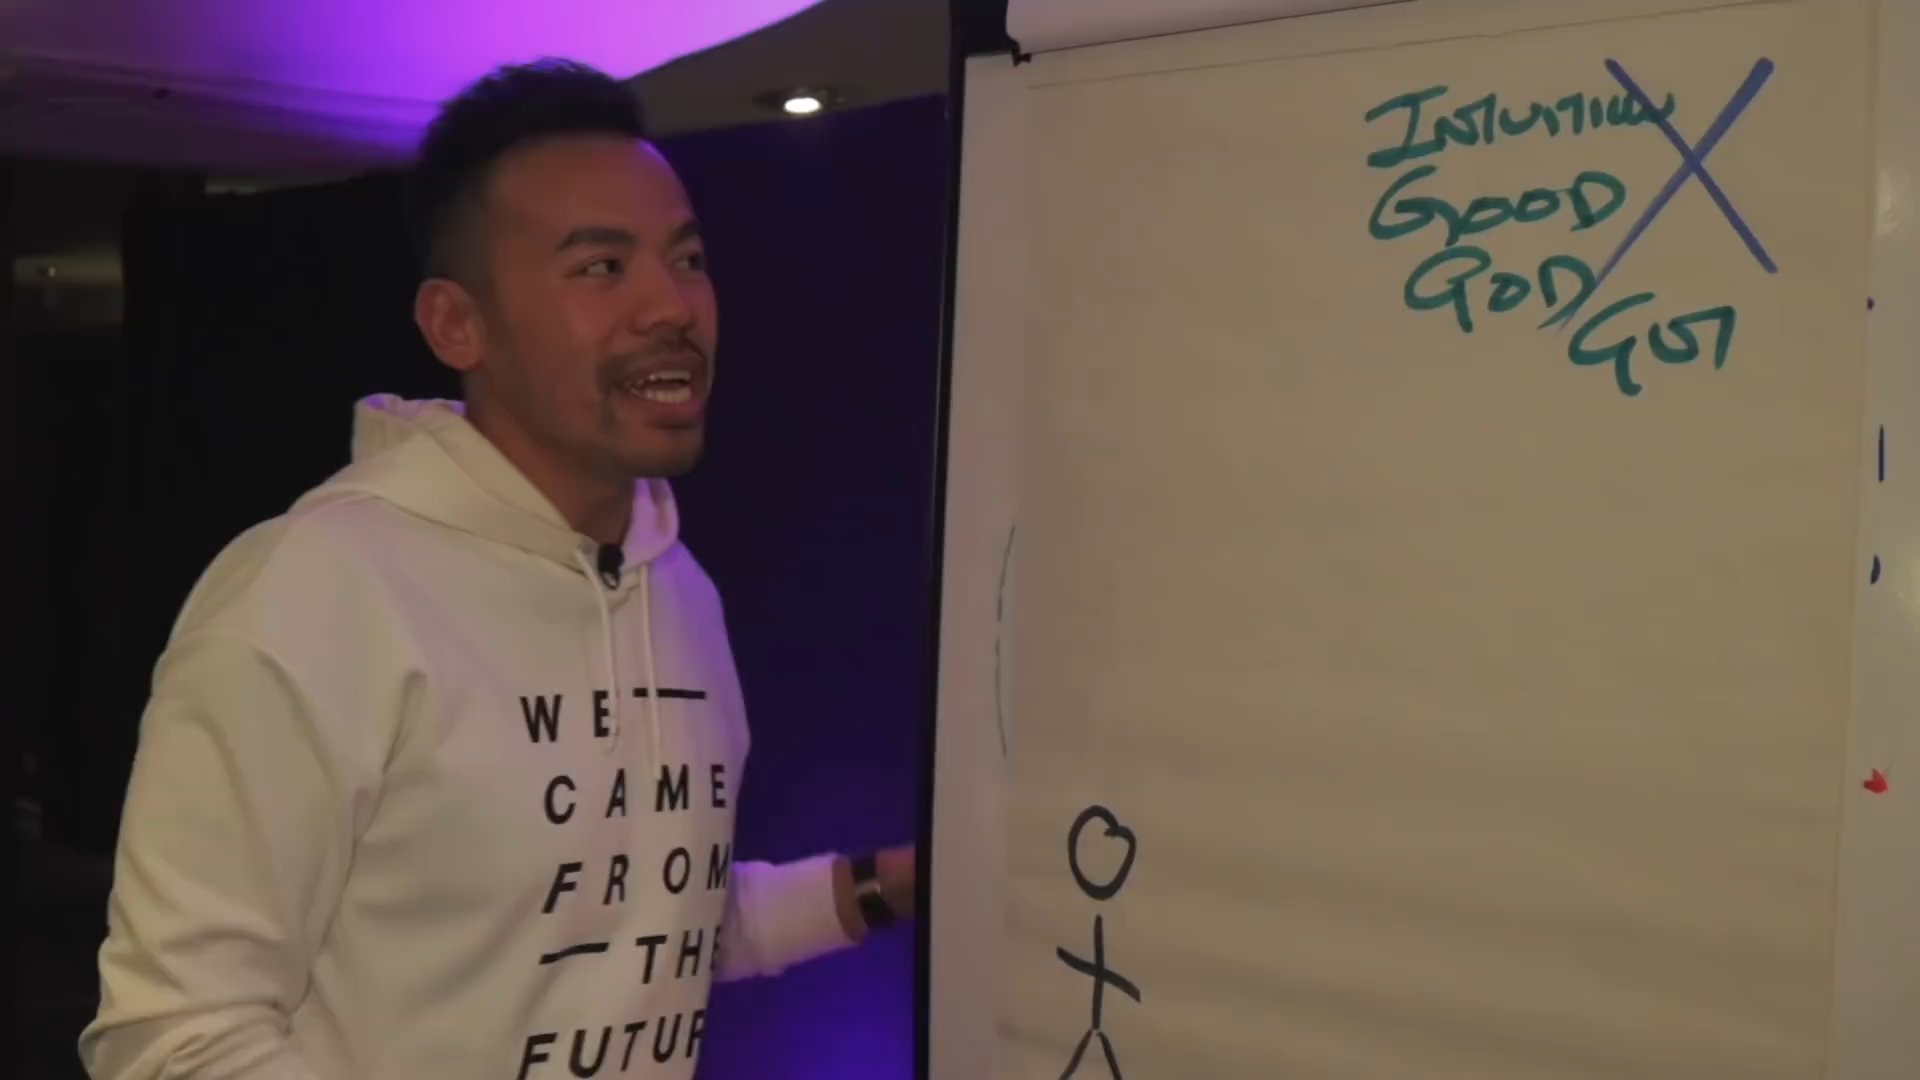 WE
CAME
FROM
THE
FUTUR
INTUITION
GOOD
GOD
GUT